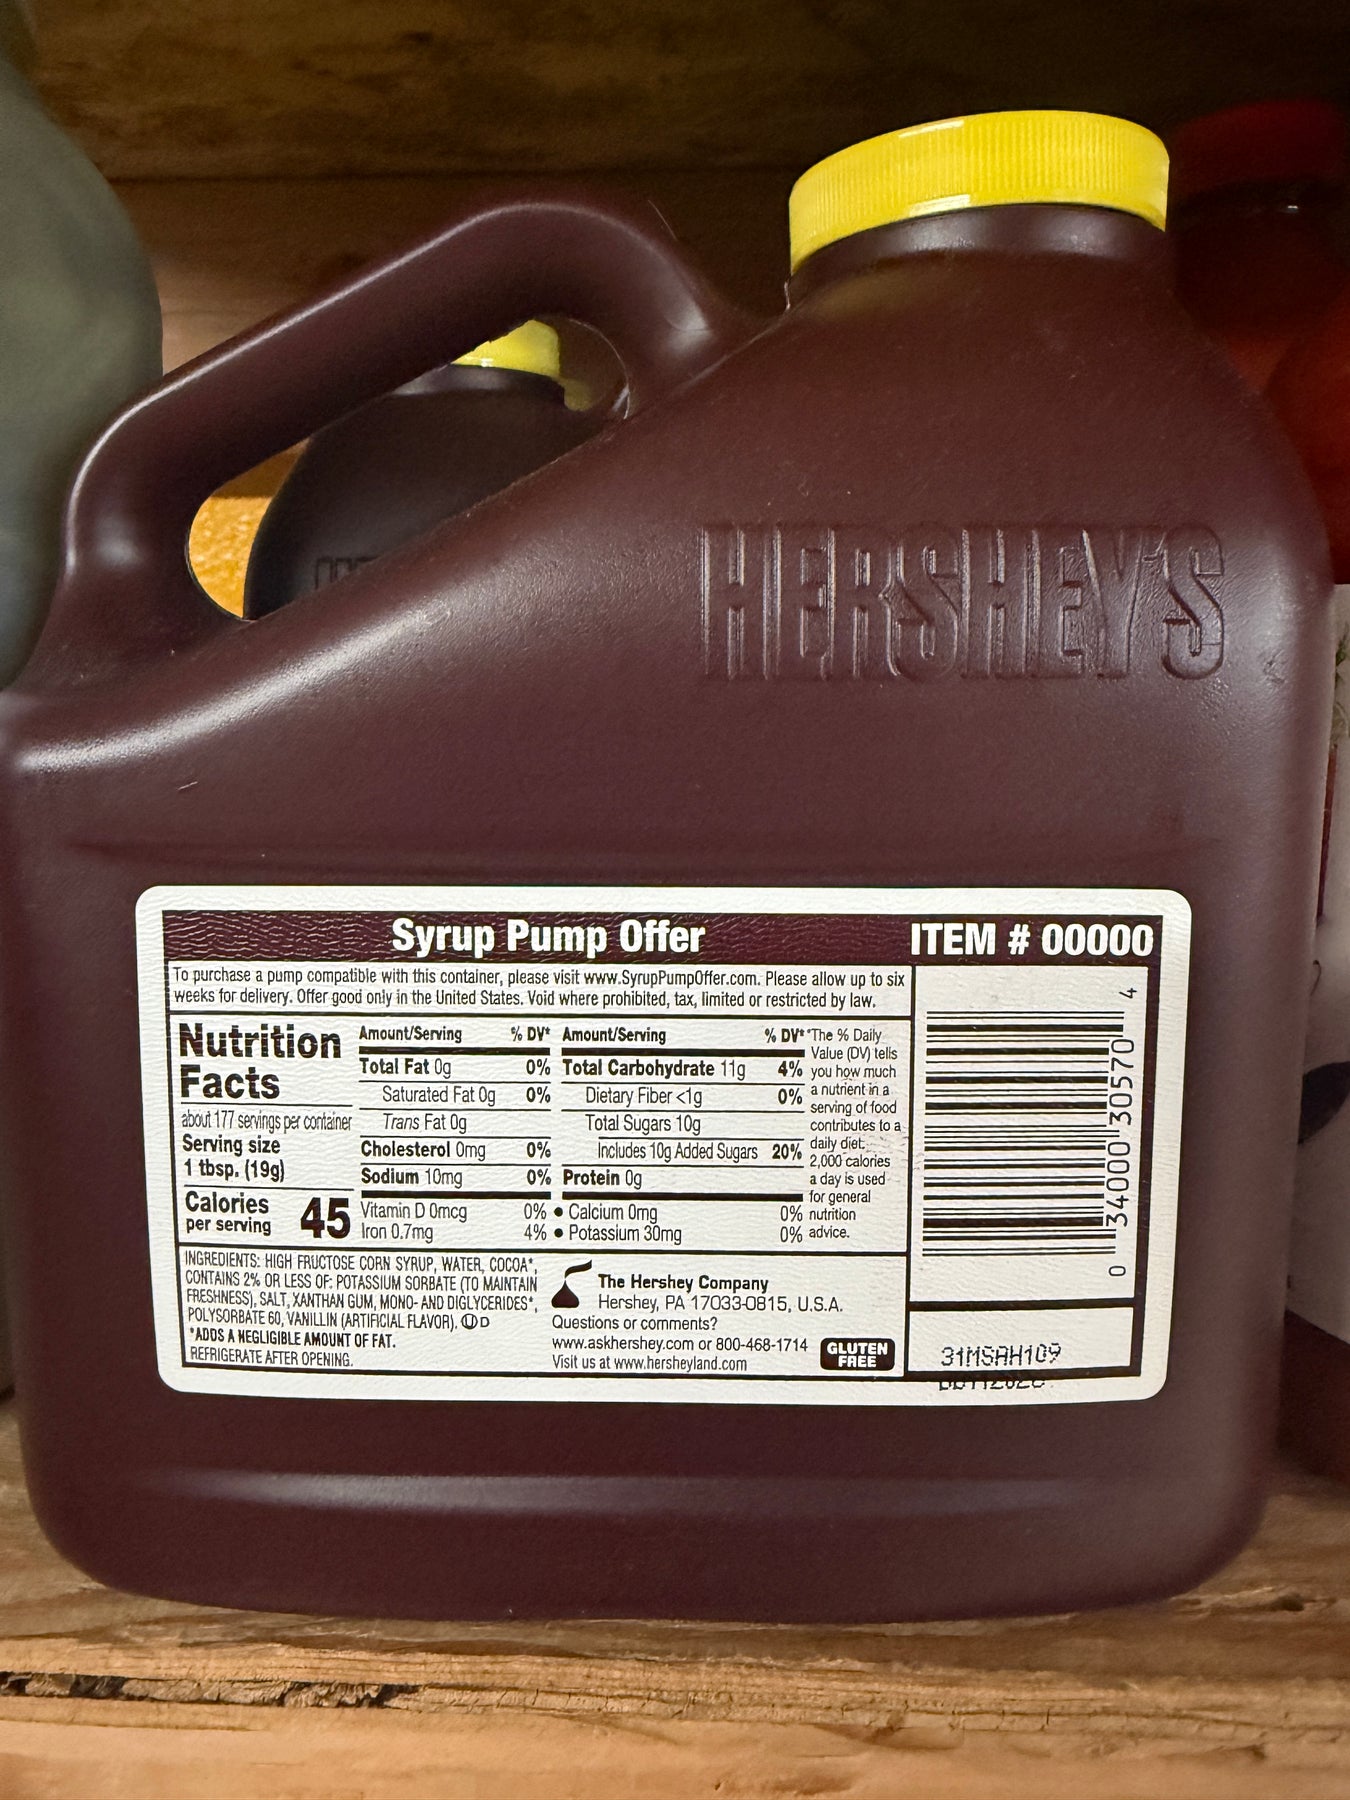 HERSHEY'S
Syrup Pump Offer
ITEM # 00000
To purchase a pump compatible with this container, please visit www.SyrupPumpOffer.com. Please allow up to six
weeks for delivery. Offer good only in the United States. Void where prohibited, tax, limited or restricted by law.
Nutrition
Facts
about 177 servings per container
Serving size
1 tbsp. (19g)
Calories
per serving 45
Amount/Serving % DV*
Total Fat 0g 0%
Saturated Fat 0g 0%
Trans Fat 0g
Cholesterol 0mg 0%
Sodium 10mg 0%
Amount/Serving % DV*
Total Carbohydrate 11g 4%
Dietary Fiber <1g 0%
Total Sugars 10g
Includes 10g Added Sugars 20%
Protein 0g
Vitamin D 0mcg 0% • Calcium 0mg 0%
Iron 0.7mg 4% • Potassium 30mg 0%
*The % Daily
Value (DV) tells
you how much
a nutrient in a
serving of food
contributes to a
daily diet.
2,000 calories
a day is used
for general
nutrition
advice.
INGREDIENTS: HIGH FRUCTOSE CORN SYRUP, WATER, COCOA*,
CONTAINS 2% OR LESS OF: POTASSIUM SORBATE (TO MAINTAIN
FRESHNESS), SALT, XANTHAN GUM, MONO- AND DIGLYCERIDES*,
POLYSORBATE 60, VANILLIN (ARTIFICIAL FLAVOR). Ⓤ D
*ADDS A NEGLIGIBLE AMOUNT OF FAT.
REFRIGERATE AFTER OPENING.
The Hershey Company
Hershey, PA 17033-0815, U.S.A.
Questions or comments?
www.askhershey.com or 800-468-1714
Visit us at www.hersheyland.com
GLUTEN
FREE
0 34000 30570 4
31MSAH109